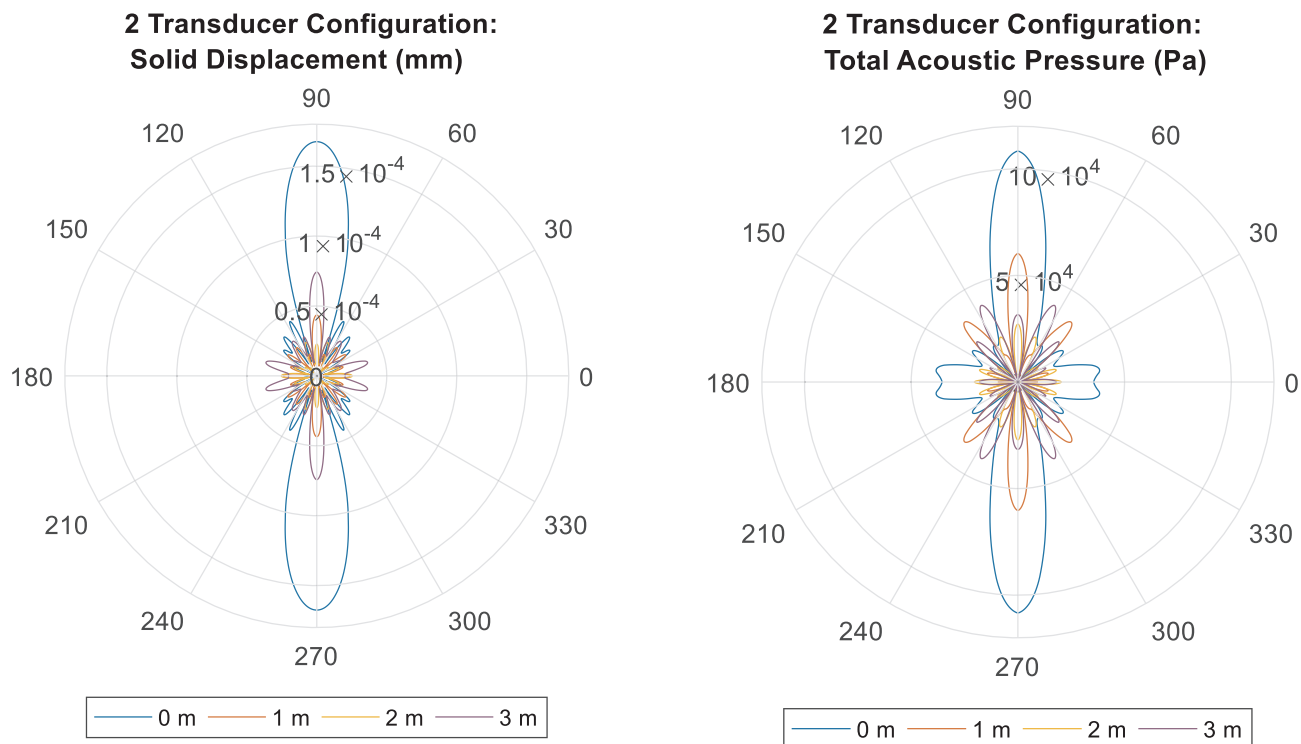 2 Transducer Configuration:
Solid Displacement (mm)
90
120
60
1.5 × 10-4
150
30
1 × 10-4
0.5 × 10-4
180
0
0
210
330
240
300
270
0 m 1 m 2 m 3 m
2 Transducer Configuration:
Total Acoustic Pressure (Pa)
90
120
60
10 × 104
150
30
5 × 104
180
0
210
330
240
300
270
0 m 1 m 2 m 3 m